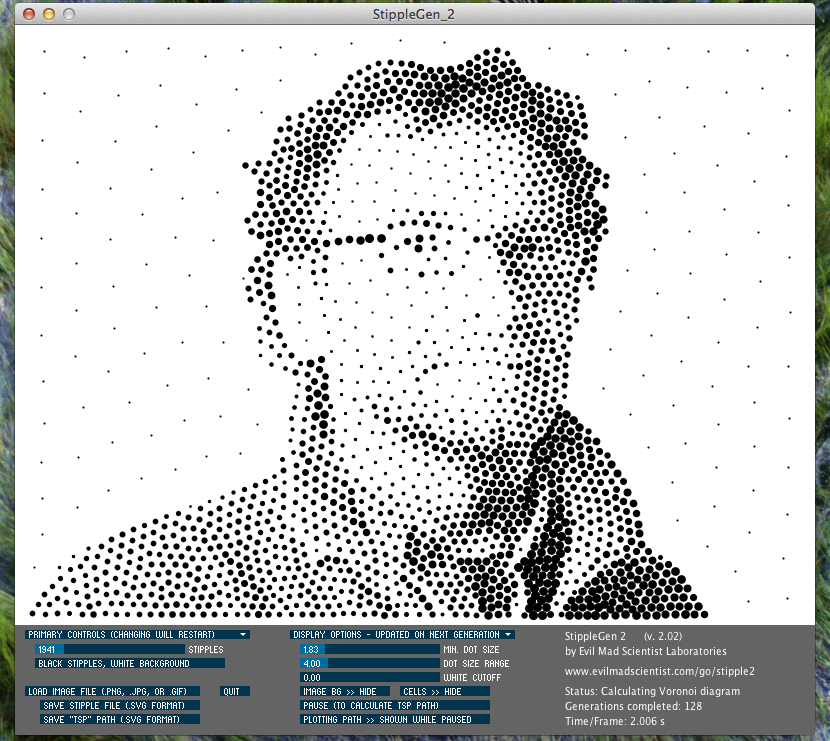 StippleGen_2
PRIMARY CONTROLS (CHANGING WILL RESTART)
1941 STIPPLES
BLACK STIPPLES, WHITE BACKGROUND
LOAD IMAGE FILE (.PNG, .JPG, OR .GIF) QUIT
SAVE STIPPLE FILE (.SVG FORMAT)
SAVE "TSP" PATH (.SVG FORMAT)
DISPLAY OPTIONS - UPDATED ON NEXT GENERATION
1.83 MIN. DOT SIZE
4.00 DOT SIZE RANGE
0.00 WHITE CUTOFF
IMAGE BG >> HIDE CELLS >> HIDE
PAUSE (TO CALCULATE TSP PATH)
PLOTTING PATH >> SHOWN WHILE PAUSED
StippleGen 2 (v. 2.02)
by Evil Mad Scientist Laboratories
www.evilmadscientist.com/go/stipple2
Status: Calculating Voronoi diagram
Generations completed: 128
Time/Frame: 2.006 s